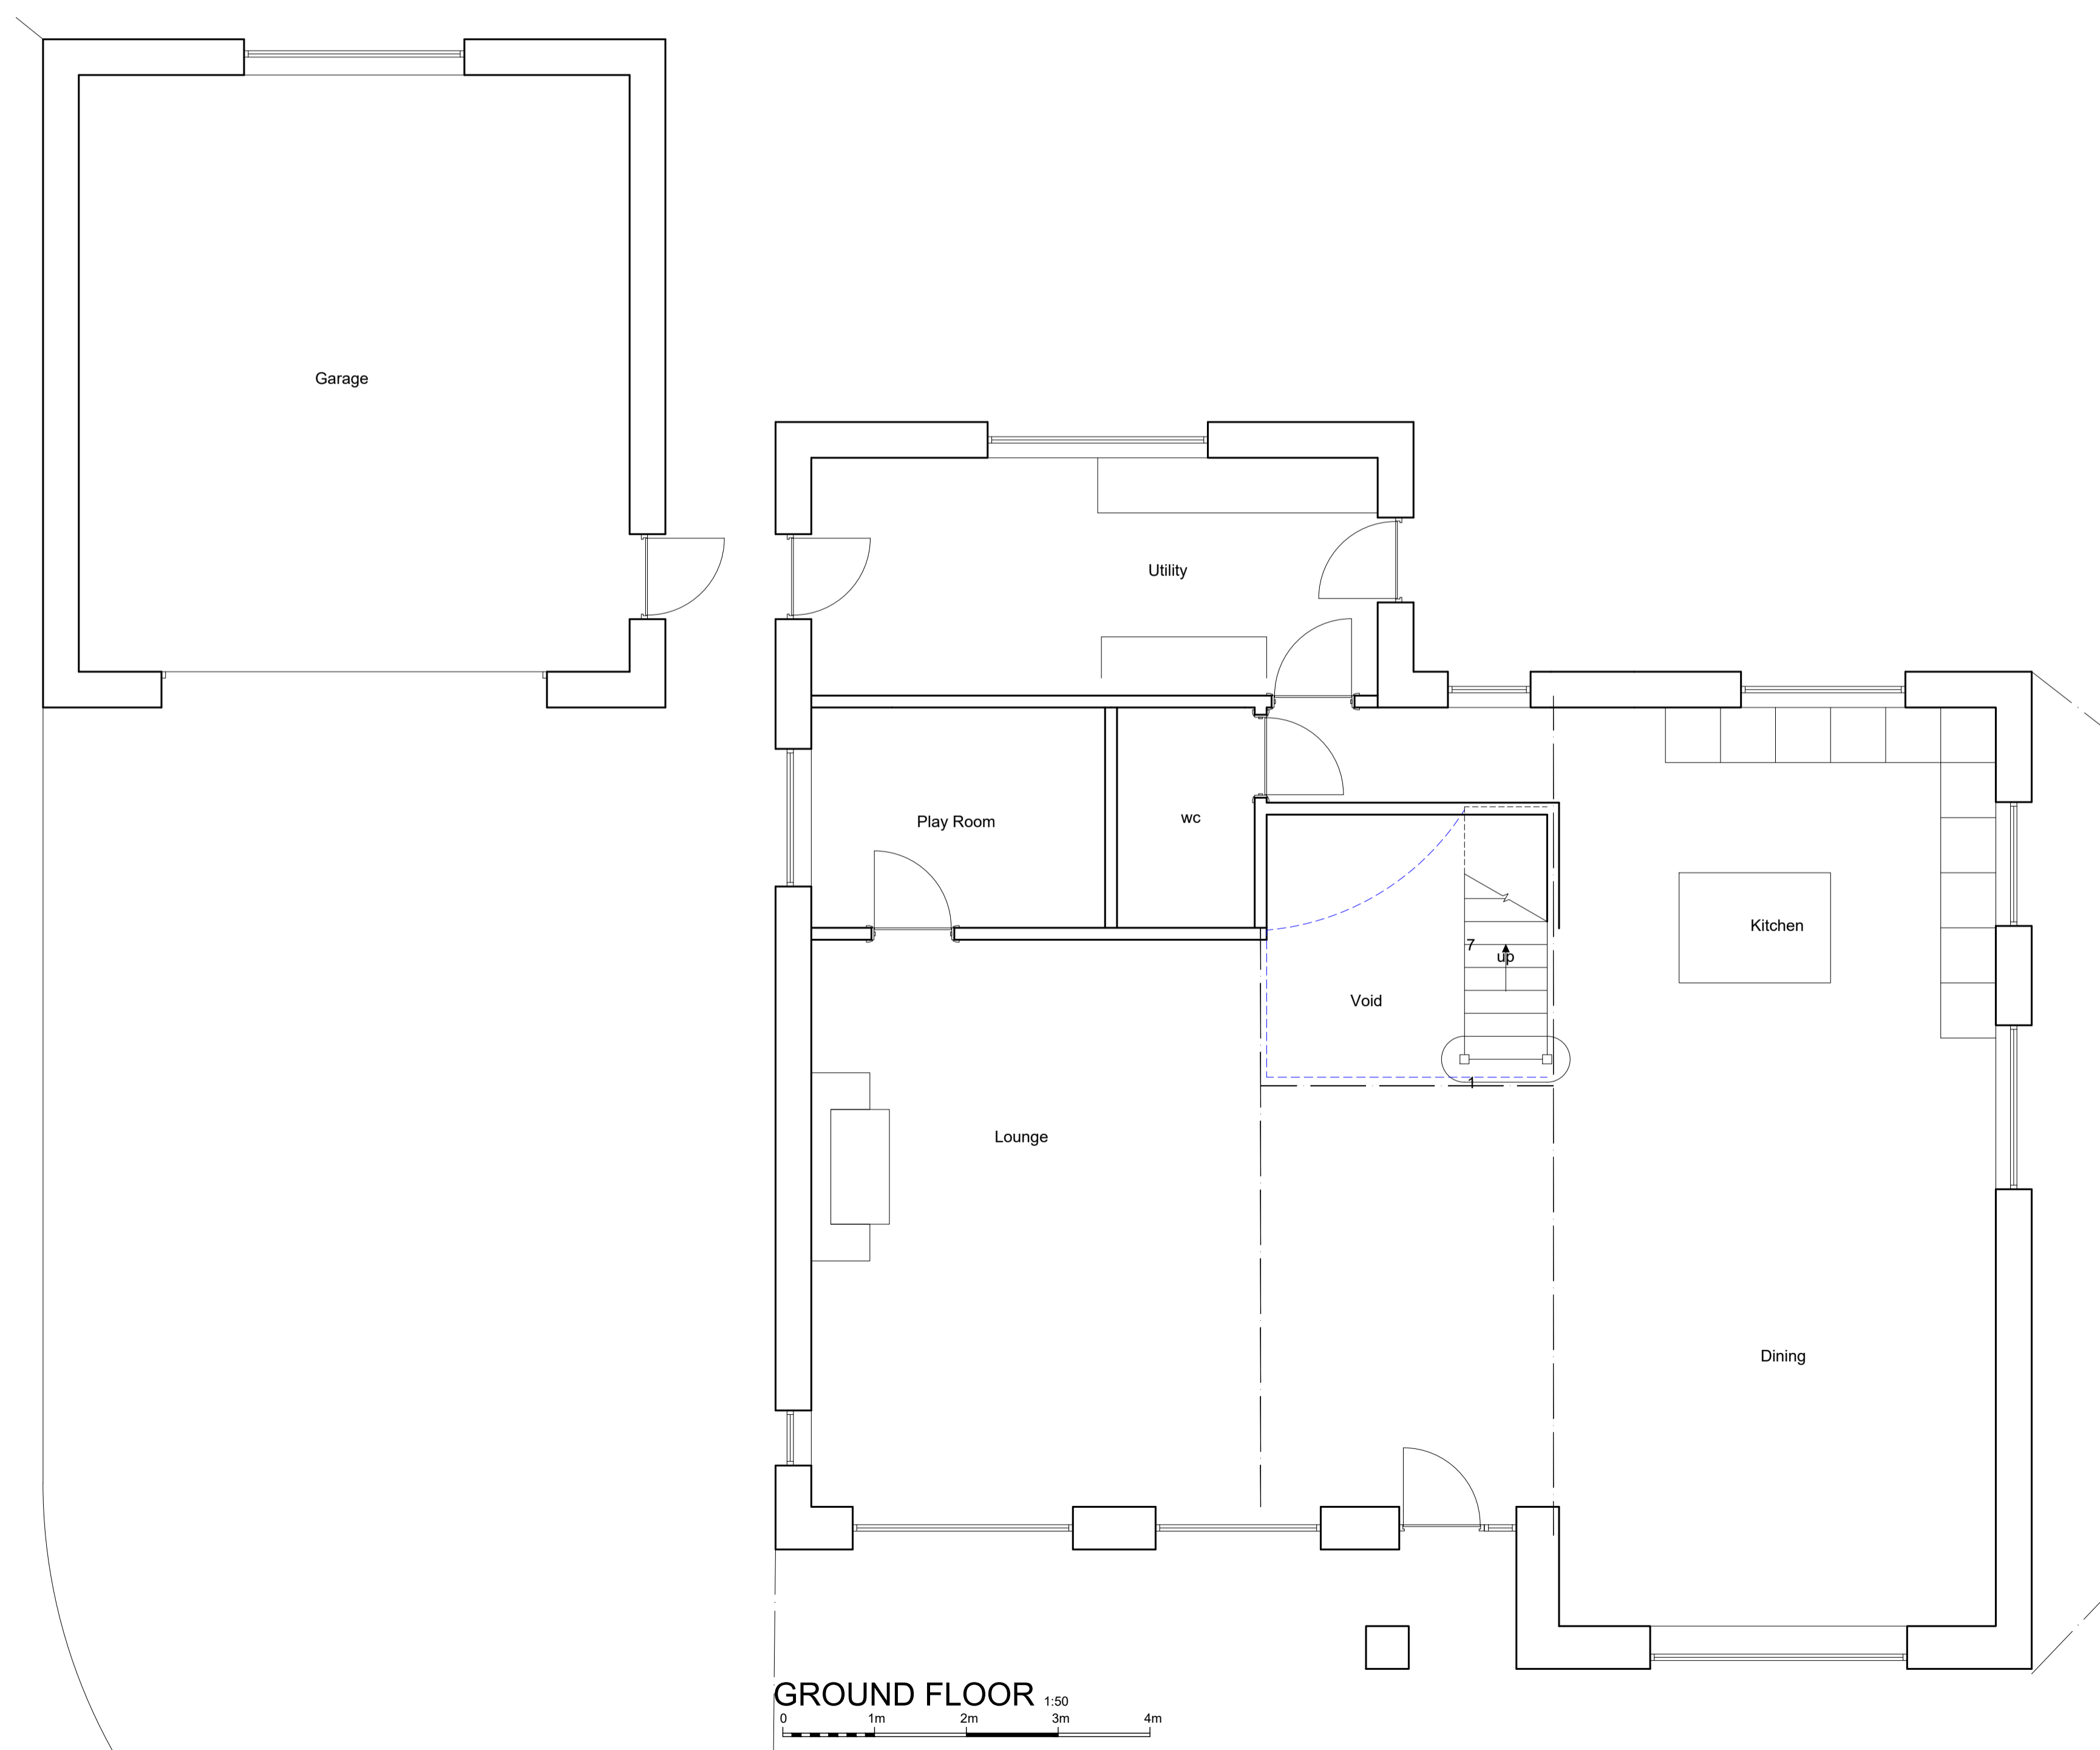 Garage
Utility
Play Room
wc
Kitchen
7
up
Void
1
Lounge
Dining
GROUND FLOOR 1:50
0 1m 2m 3m 4m